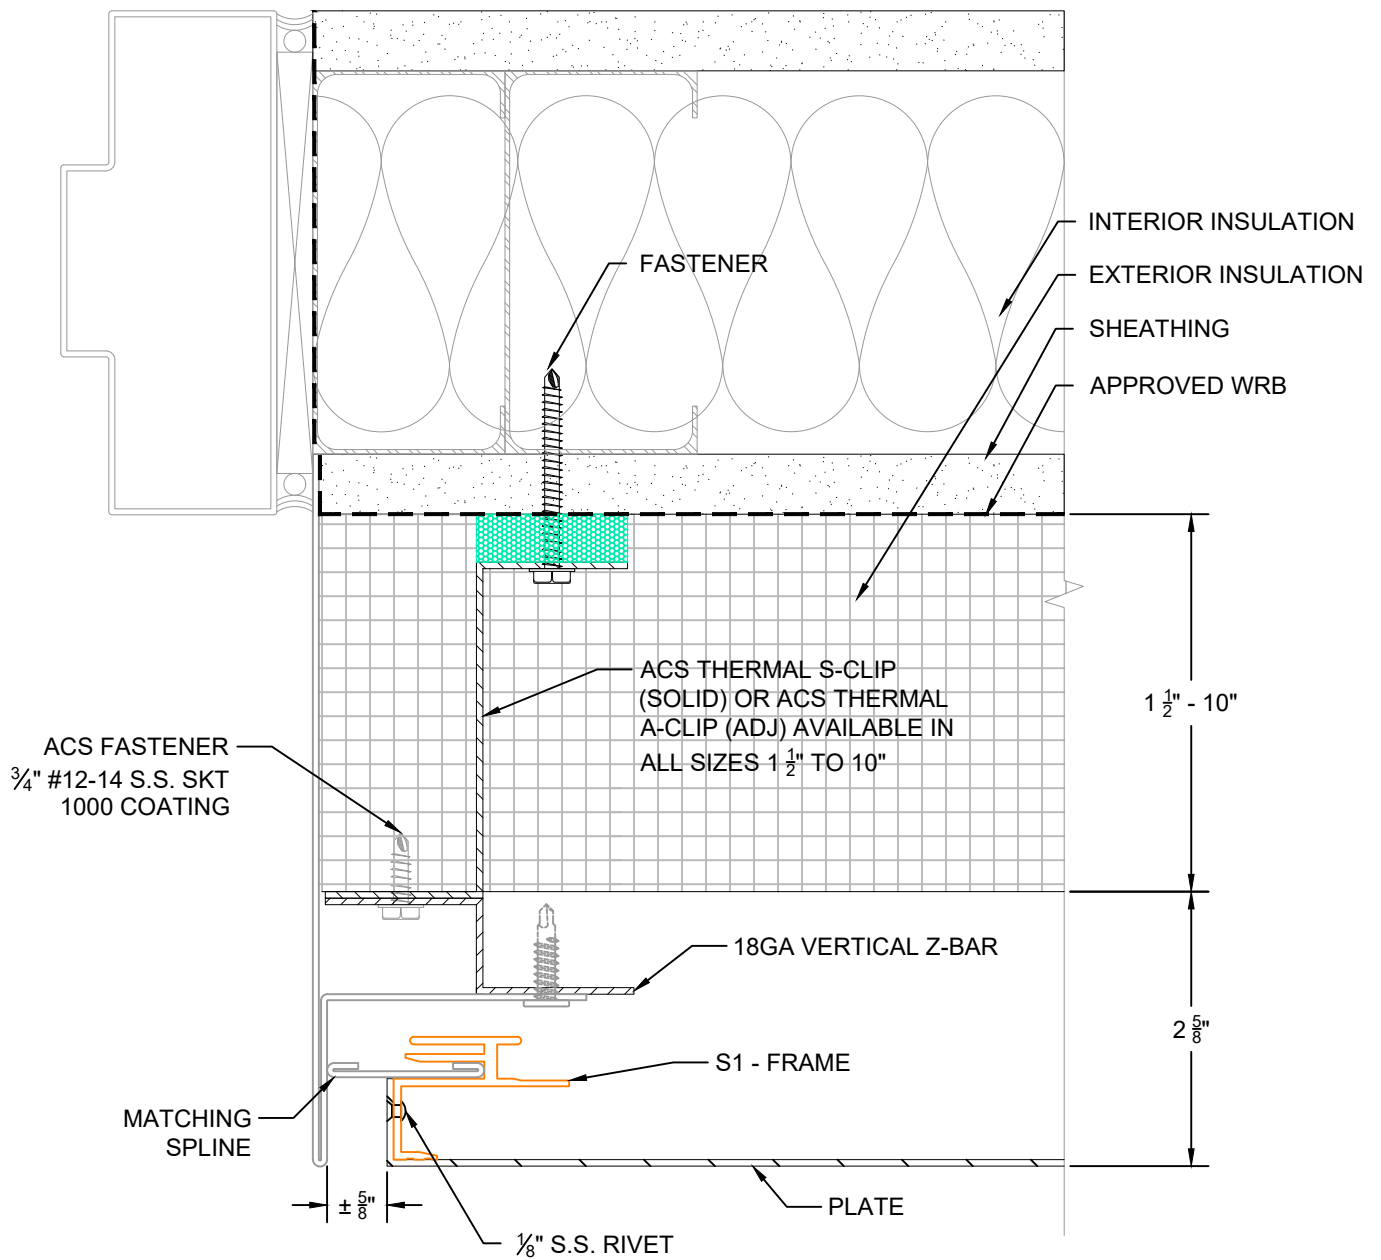 INTERIOR INSULATION
FASTENER
EXTERIOR INSULATION
SHEATHING
APPROVED WRB
ACS THERMAL S-CLIP
(SOLID) OR ACS THERMAL
A-CLIP (ADJ) AVAILABLE IN
ALL SIZES 1 1/2" TO 10"
1 1/2" - 10"
ACS FASTENER
3/4" #12-14 S.S. SKT
1000 COATING
18GA VERTICAL Z-BAR
2 5/8"
S1 - FRAME
MATCHING
SPLINE
± 5/8"
PLATE
1/8" S.S. RIVET